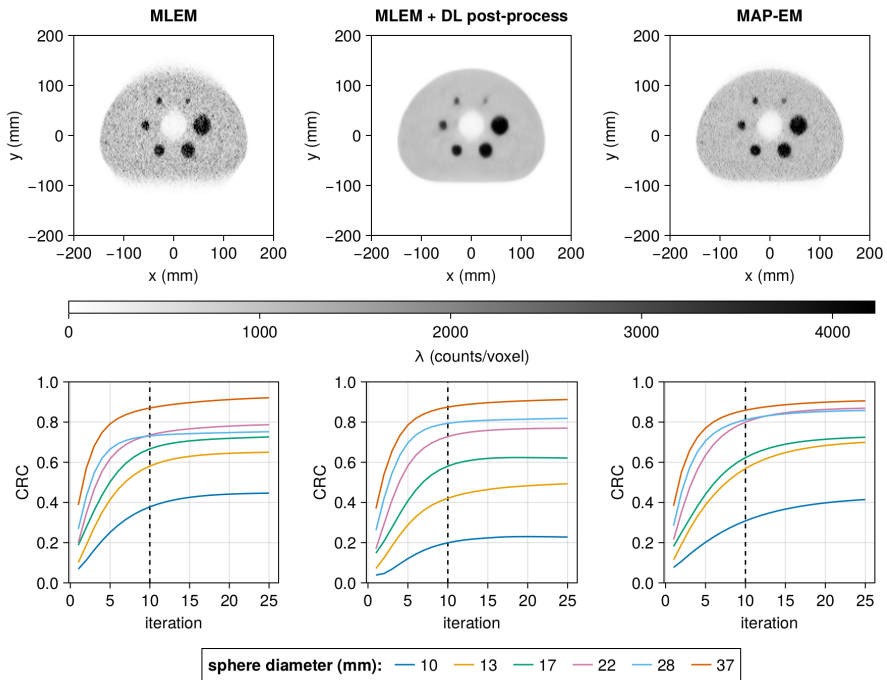 MLEM
MLEM + DL post-process
MAP-EM
y (mm)
200
100
0
−100
−200
−200 −100 0 100 200
x (mm)
y (mm)
200
100
0
−100
−200
−200 −100 0 100 200
x (mm)
y (mm)
200
100
0
−100
−200
−200 −100 0 100 200
x (mm)
0 1000 2000 3000 4000
λ (counts/voxel)
CRC
1.0
0.8
0.6
0.4
0.2
0.0
0 5 10 15 20 25
iteration
CRC
1.0
0.8
0.6
0.4
0.2
0.0
0 5 10 15 20 25
iteration
CRC
1.0
0.8
0.6
0.4
0.2
0.0
0 5 10 15 20 25
iteration
sphere diameter (mm): 10 13 17 22 28 37